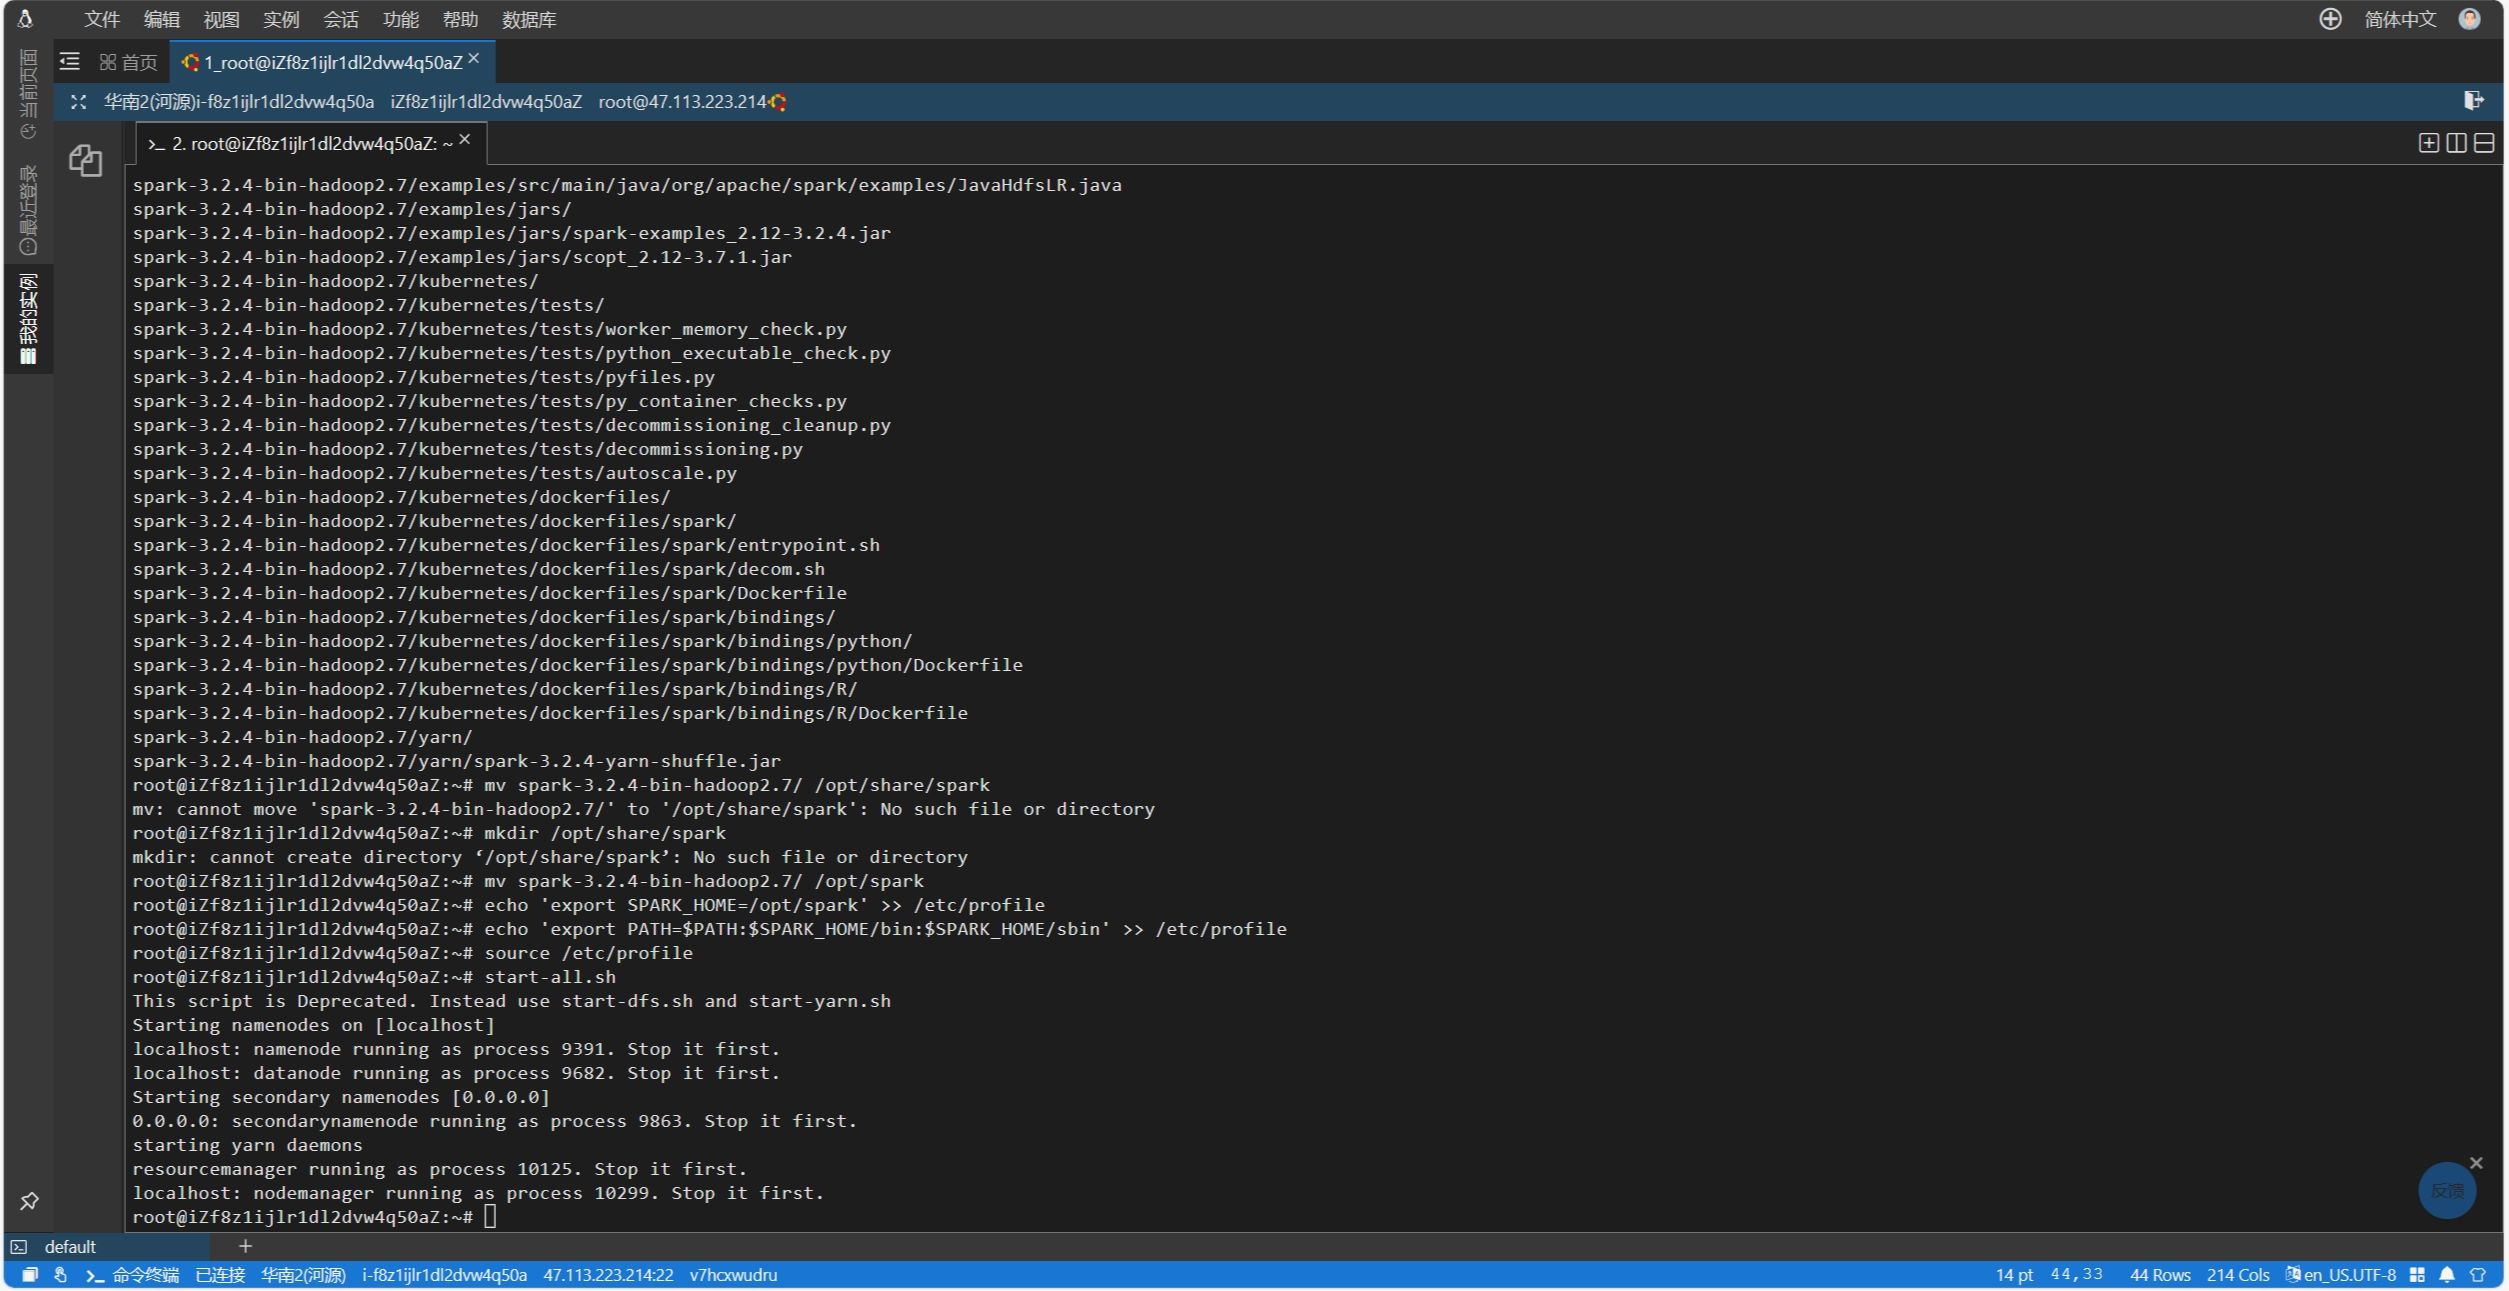 文件 编辑 视图 实例 会话 功能 帮助 数据库 简体中文
首页 1_root@iZf8z1ijlr1dl2dvw4q50aZ
华南2(河源)i-f8z1ijlr1dl2dvw4q50a iZf8z1ijlr1dl2dvw4q50aZ root@47.113.223.214
当前页面
最近登录
我的实例
2. root@iZf8z1ijlr1dl2dvw4q50aZ: ~
spark-3.2.4-bin-hadoop2.7/examples/src/main/java/org/apache/spark/examples/JavaHdfsLR.java
spark-3.2.4-bin-hadoop2.7/examples/jars/
spark-3.2.4-bin-hadoop2.7/examples/jars/spark-examples_2.12-3.2.4.jar
spark-3.2.4-bin-hadoop2.7/examples/jars/scopt_2.12-3.7.1.jar
spark-3.2.4-bin-hadoop2.7/kubernetes/
spark-3.2.4-bin-hadoop2.7/kubernetes/tests/
spark-3.2.4-bin-hadoop2.7/kubernetes/tests/worker_memory_check.py
spark-3.2.4-bin-hadoop2.7/kubernetes/tests/python_executable_check.py
spark-3.2.4-bin-hadoop2.7/kubernetes/tests/pyfiles.py
spark-3.2.4-bin-hadoop2.7/kubernetes/tests/py_container_checks.py
spark-3.2.4-bin-hadoop2.7/kubernetes/tests/decommissioning_cleanup.py
spark-3.2.4-bin-hadoop2.7/kubernetes/tests/decommissioning.py
spark-3.2.4-bin-hadoop2.7/kubernetes/tests/autoscale.py
spark-3.2.4-bin-hadoop2.7/kubernetes/dockerfiles/
spark-3.2.4-bin-hadoop2.7/kubernetes/dockerfiles/spark/
spark-3.2.4-bin-hadoop2.7/kubernetes/dockerfiles/spark/entrypoint.sh
spark-3.2.4-bin-hadoop2.7/kubernetes/dockerfiles/spark/decom.sh
spark-3.2.4-bin-hadoop2.7/kubernetes/dockerfiles/spark/Dockerfile
spark-3.2.4-bin-hadoop2.7/kubernetes/dockerfiles/spark/bindings/
spark-3.2.4-bin-hadoop2.7/kubernetes/dockerfiles/spark/bindings/python/
spark-3.2.4-bin-hadoop2.7/kubernetes/dockerfiles/spark/bindings/python/Dockerfile
spark-3.2.4-bin-hadoop2.7/kubernetes/dockerfiles/spark/bindings/R/
spark-3.2.4-bin-hadoop2.7/kubernetes/dockerfiles/spark/bindings/R/Dockerfile
spark-3.2.4-bin-hadoop2.7/yarn/
spark-3.2.4-bin-hadoop2.7/yarn/spark-3.2.4-yarn-shuffle.jar
root@iZf8z1ijlr1dl2dvw4q50aZ:~# mv spark-3.2.4-bin-hadoop2.7/ /opt/share/spark
mv: cannot move 'spark-3.2.4-bin-hadoop2.7/' to '/opt/share/spark': No such file or directory
root@iZf8z1ijlr1dl2dvw4q50aZ:~# mkdir /opt/share/spark
mkdir: cannot create directory ‘/opt/share/spark’: No such file or directory
root@iZf8z1ijlr1dl2dvw4q50aZ:~# mv spark-3.2.4-bin-hadoop2.7/ /opt/spark
root@iZf8z1ijlr1dl2dvw4q50aZ:~# echo 'export SPARK_HOME=/opt/spark' >> /etc/profile
root@iZf8z1ijlr1dl2dvw4q50aZ:~# echo 'export PATH=$PATH:$SPARK_HOME/bin:$SPARK_HOME/sbin' >> /etc/profile
root@iZf8z1ijlr1dl2dvw4q50aZ:~# source /etc/profile
root@iZf8z1ijlr1dl2dvw4q50aZ:~# start-all.sh
This script is Deprecated. Instead use start-dfs.sh and start-yarn.sh
Starting namenodes on [localhost]
localhost: namenode running as process 9391. Stop it first.
localhost: datanode running as process 9682. Stop it first.
Starting secondary namenodes [0.0.0.0]
0.0.0.0: secondarynamenode running as process 9863. Stop it first.
starting yarn daemons
resourcemanager running as process 10125. Stop it first.
localhost: nodemanager running as process 10299. Stop it first.
root@iZf8z1ijlr1dl2dvw4q50aZ:~#
反馈
default
命令终端 已连接 华南2(河源) i-f8z1ijlr1dl2dvw4q50a 47.113.223.214:22 v7hcxwudru 14 pt 44,33 44 Rows 214 Cols en_US.UTF-8